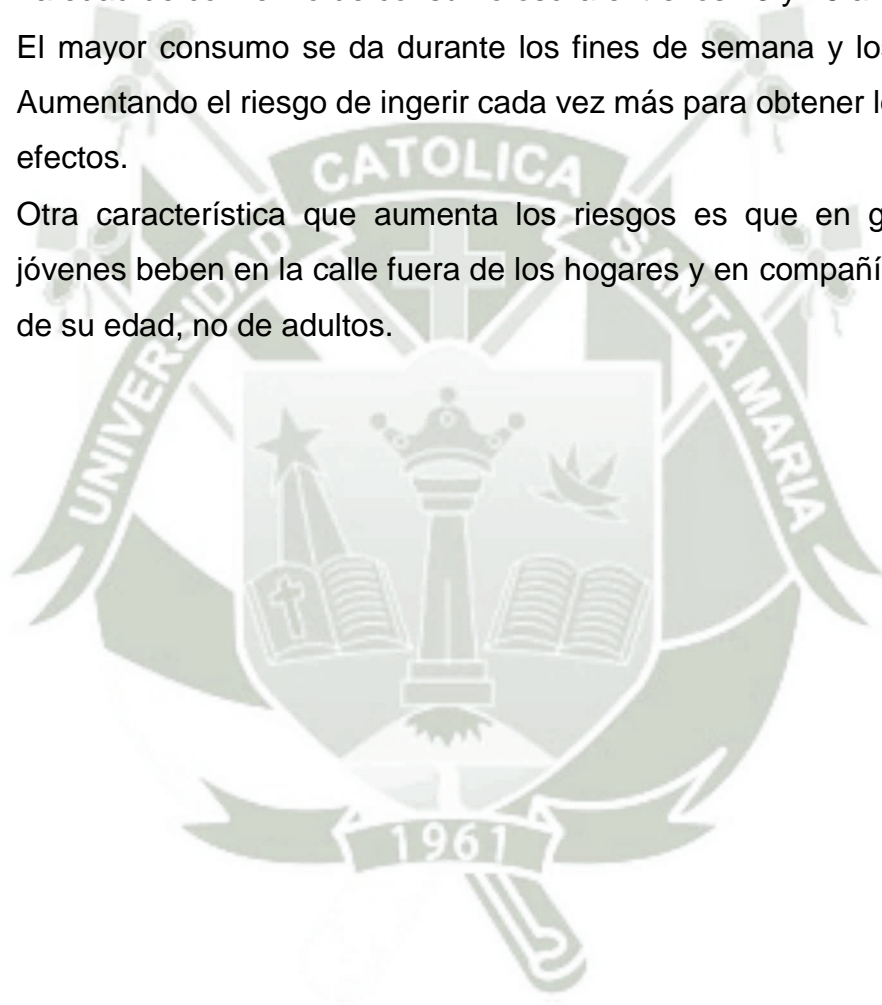 El mayor consumo se da durante los fines de semana y lo
Aumentando el riesgo de ingerir cada vez más para obtener l
efectos.
Otra característica que aumenta los riesgos es que en g
jóvenes beben en la calle fuera de los hogares y en compañí
de su edad, no de adultos.
UNIVERSIDAD CATOLICA SANTA MARIA
1961